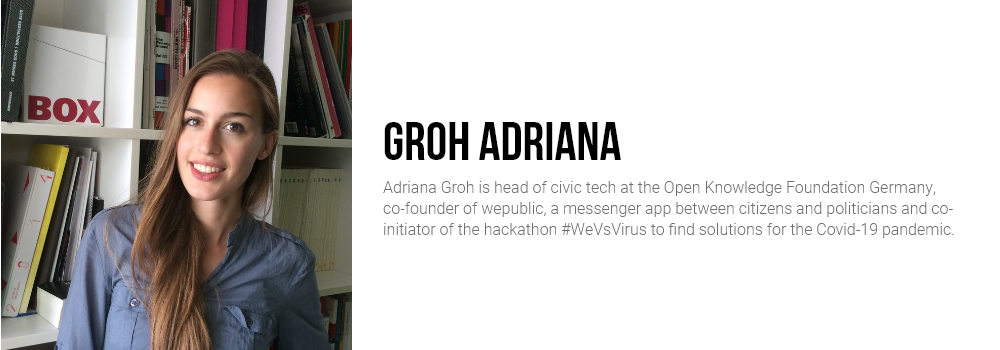 BOX
GROH ADRIANA
Adriana Groh is head of civic tech at the Open Knowledge Foundation Germany,
co-founder of wepublic, a messenger app between citizens and politicians and co-
initiator of the hackathon #WeVsVirus to find solutions for the Covid-19 pandemic.